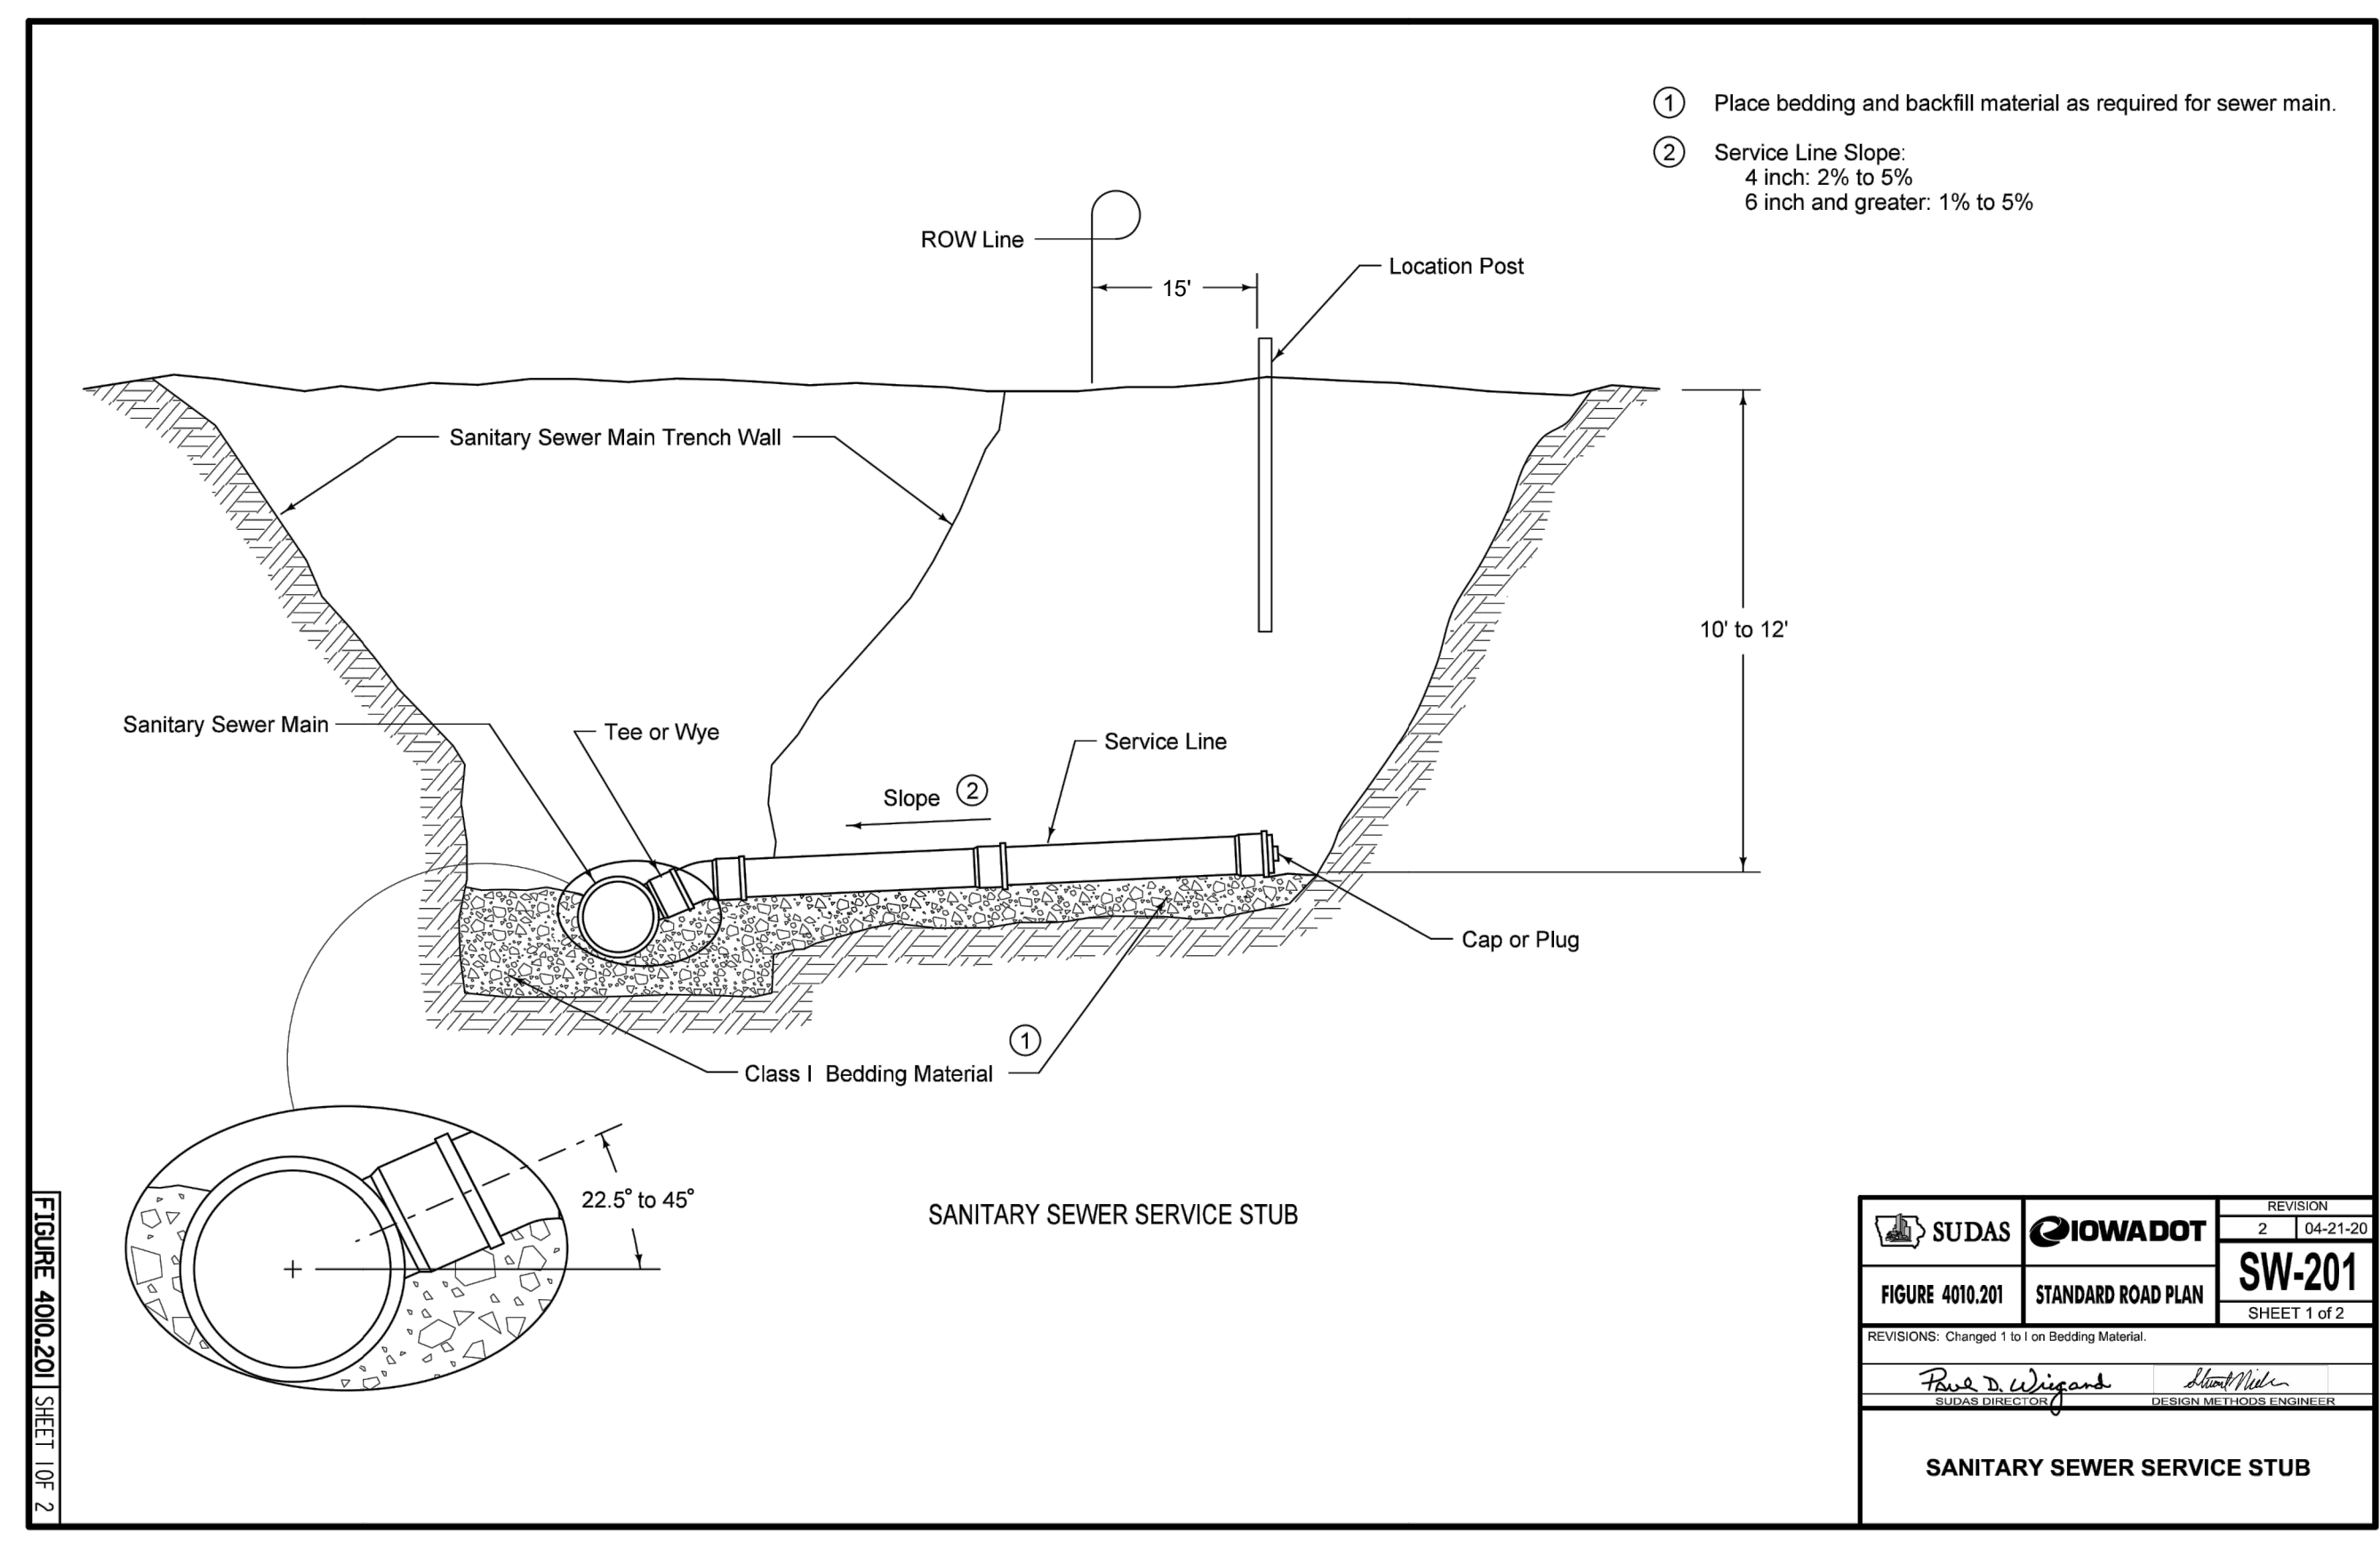 ① Place bedding and backfill material as required for sewer main.
② Service Line Slope:
4 inch: 2% to 5%
6 inch and greater: 1% to 5%
ROW Line
Location Post
15'
Sanitary Sewer Main Trench Wall
10' to 12'
Sanitary Sewer Main
Tee or Wye
Service Line
Slope ②
Cap or Plug
①
Class I Bedding Material
22.5° to 45°
SANITARY SEWER SERVICE STUB
FIGURE 4010.201 SHEET 1 OF 2
SUDAS
IOWADOT
REVISION
2 04-21-20
FIGURE 4010.201
STANDARD ROAD PLAN
SW-201
SHEET 1 of 2
REVISIONS: Changed 1 to I on Bedding Material.
Paul D. Wiegand
SUDAS DIRECTOR
DESIGN METHODS ENGINEER
SANITARY SEWER SERVICE STUB